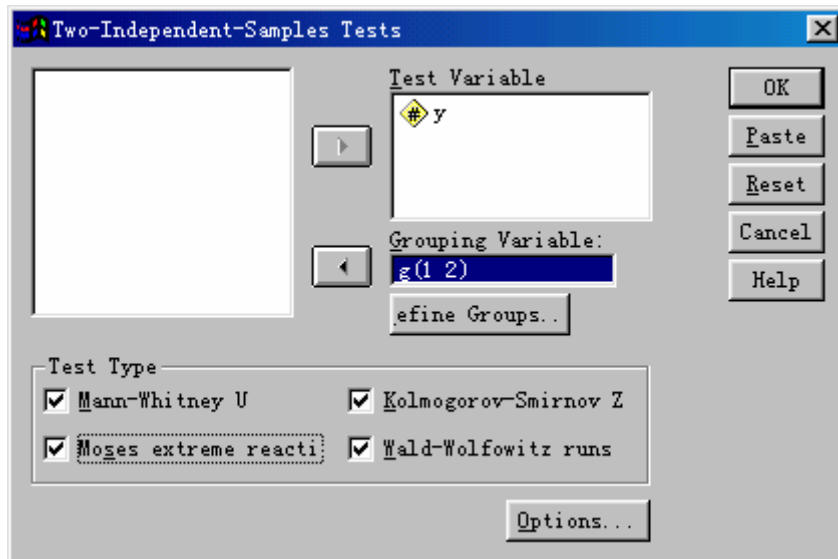 Two-Independent-Samples Tests
Test Variable
# y
Grouping Variable:
g(1 2)
efine Groups..
OK
Paste
Reset
Cancel
Help
Test Type
Mann-Whitney U
Kolmogorov-Smirnov Z
Moses extreme reacti
Wald-Wolfowitz runs
Options...